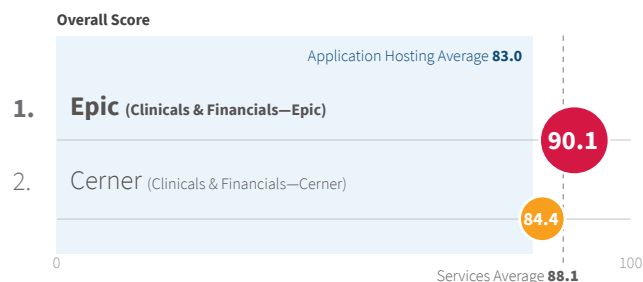 Overall Score
Application Hosting Average 83.0
1. Epic (Clinicals & Financials—Epic)
90.1
2. Cerner (Clinicals & Financials—Cerner)
84.4
0 100
Services Average 88.1